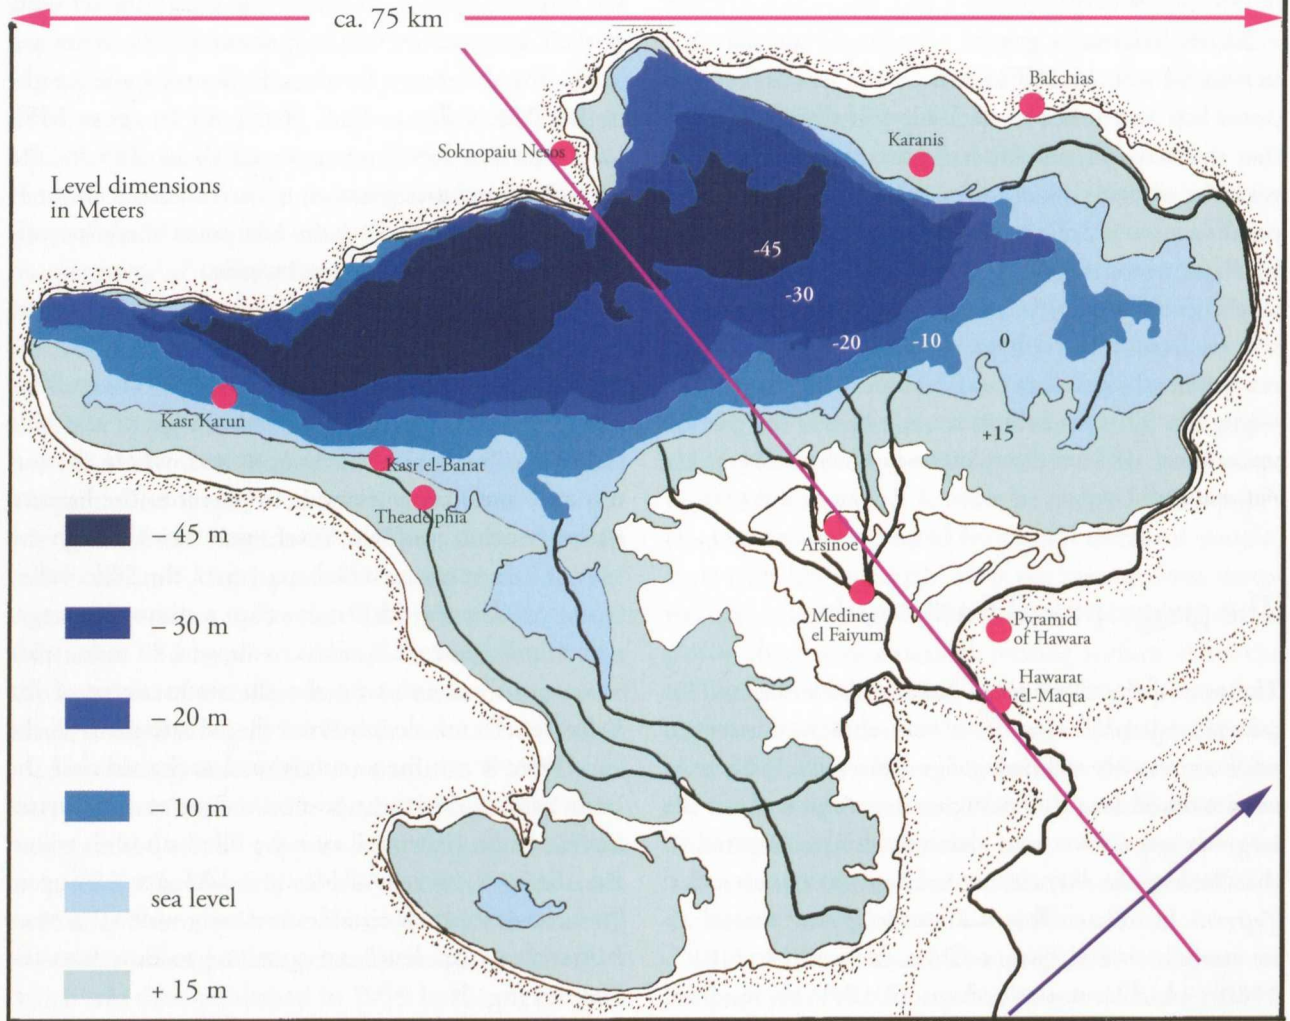 ca. 75 km
Bakchias
Karanis
Soknopaiu Nesos
Level dimensions
in Meters
-45
-30
-20
-10
0
+15
Kasr Karun
Kasr el-Banat
Theadelphia
Arsinoe
Medinet
el Faiyum
Pyramid
of Hawara
Hawarat
el-Maqta
– 45 m
– 30 m
– 20 m
– 10 m
sea level
+ 15 m